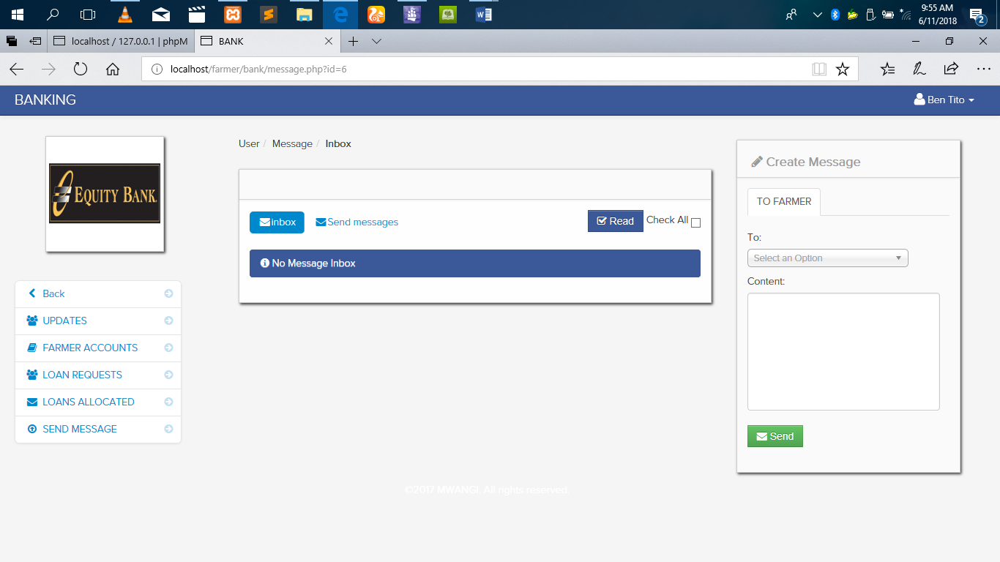 9:55 AM
6/11/2018
2
localhost / 127.0.0.1 | phpM
BANK
localhost/farmer/bank/message.php?id=6
BANKING
Ben Tito
EQUITY BANK
User / Message / Inbox
Create Message
TO FARMER
inbox
Send messages
Read
Check All
No Message Inbox
To:
Select an Option
Content:
Send
Back
UPDATES
FARMER ACCOUNTS
LOAN REQUESTS
LOANS ALLOCATED
SEND MESSAGE
©2017 MWANGI. All rights reserved.